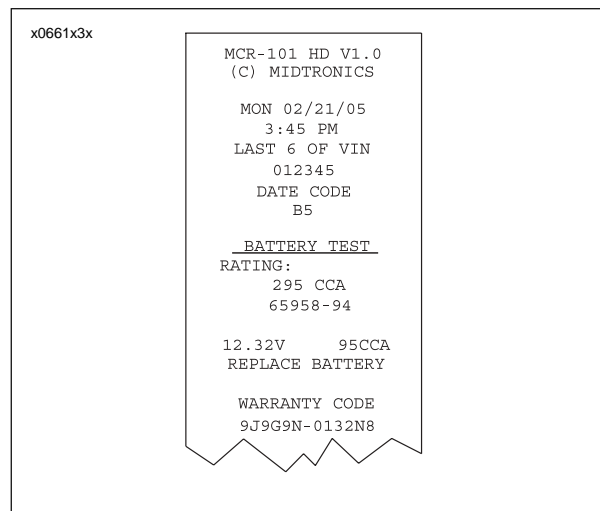 x0661x3x
MCR-101 HD V1.0
(C) MIDTRONICS
MON 02/21/05
3:45 PM
LAST 6 OF VIN
012345
DATE CODE
B5
BATTERY TEST
RATING:
295 CCA
65958-94
12.32V 95CCA
REPLACE BATTERY
WARRANTY CODE
9J9G9N-0132N8